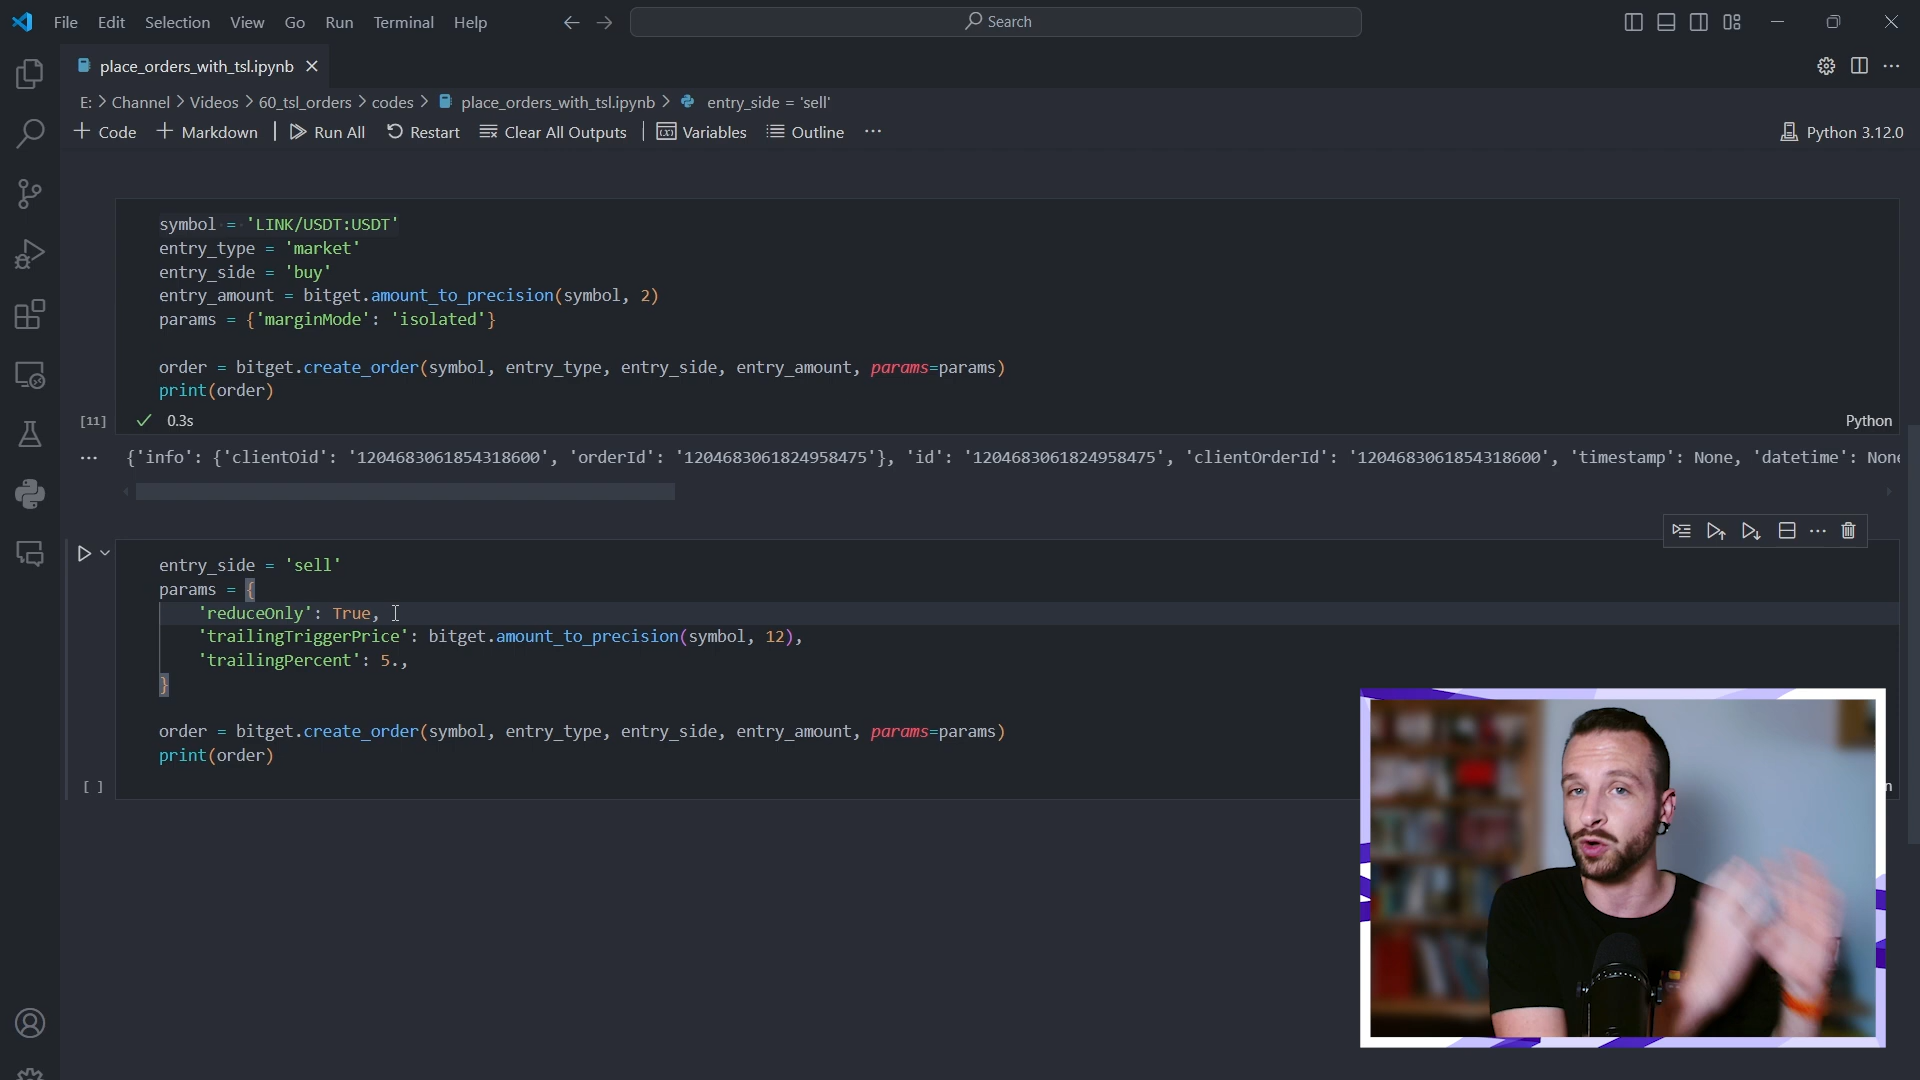 File Edit Selection View Go Run Terminal Help Search
place_orders_with_tsl.ipynb
E: > Channel > Videos > 60_tsl_orders > codes > place_orders_with_tsl.ipynb > entry_side = 'sell'
+ Code + Markdown Run All Restart Clear All Outputs Variables Outline ... Python 3.12.0
symbol = 'LINK/USDT:USDT'
entry_type = 'market'
entry_side = 'buy'
entry_amount = bitget.amount_to_precision(symbol, 2)
params = {'marginMode': 'isolated'}
order = bitget.create_order(symbol, entry_type, entry_side, entry_amount, params=params)
print(order)
[11] 0.3s Python
{'info': {'clientOid': '1204683061854318600', 'orderId': '1204683061824958475'}, 'id': '1204683061824958475', 'clientOrderId': '1204683061854318600', 'timestamp': None, 'datetime': None
entry_side = 'sell'
params = {
'reduceOnly': True,
'trailingTriggerPrice': bitget.amount_to_precision(symbol, 12),
'trailingPercent': 5.,
}
order = bitget.create_order(symbol, entry_type, entry_side, entry_amount, params=params)
print(order)
[ ]